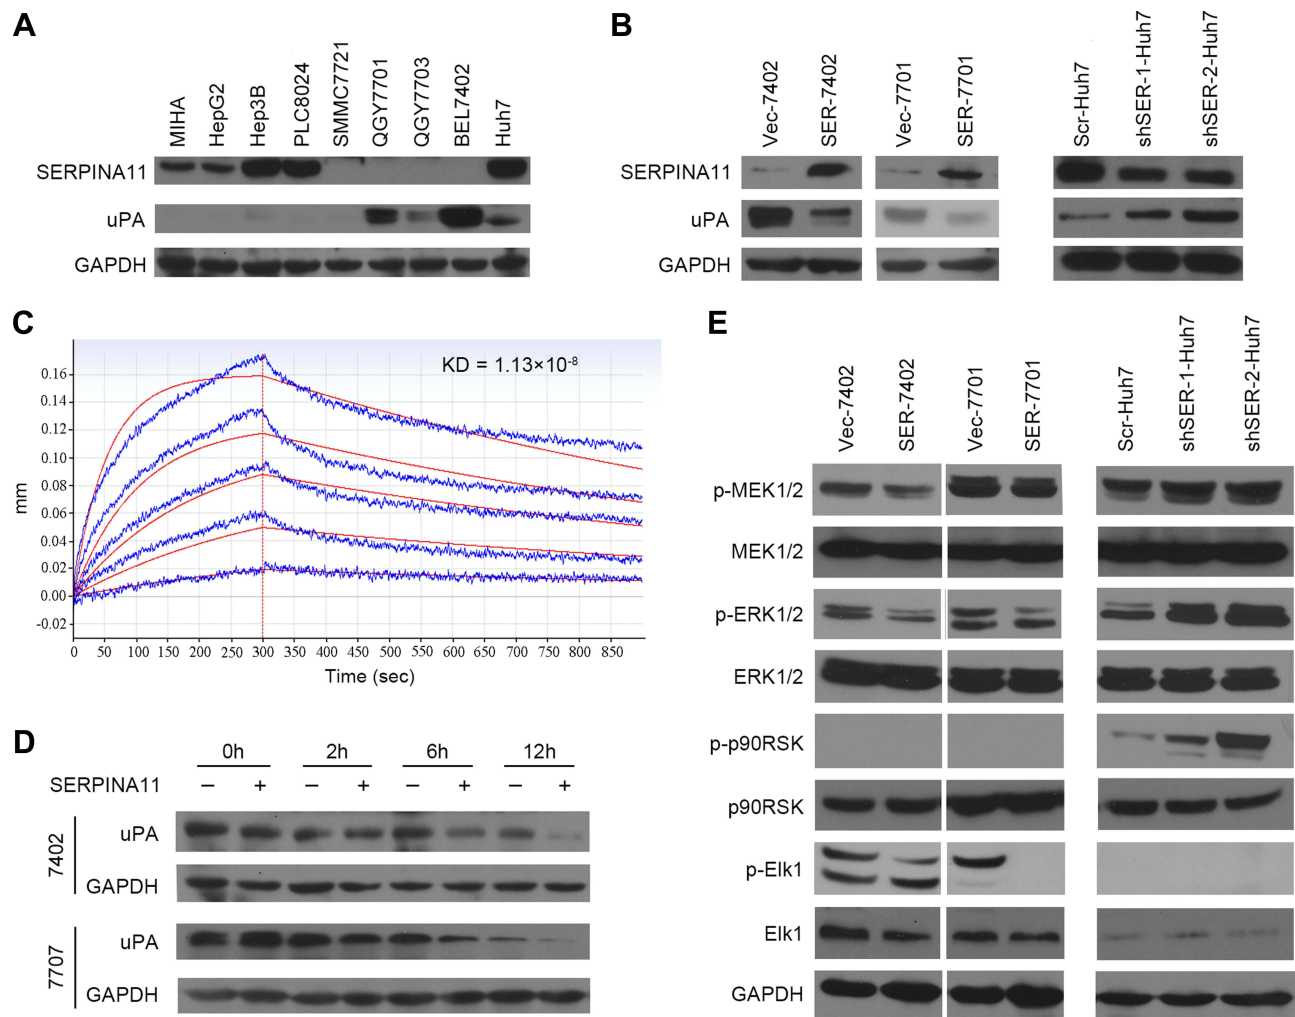 A
MIHA
HepG2
Hep3B
PLC8024
SMMC7721
QGY7701
QGY7703
BEL7402
Huh7
SERPINA11
uPA
GAPDH
B
Vec-7402
SER-7402
Vec-7701
SER-7701
Scr-Huh7
shSER-1-Huh7
shSER-2-Huh7
SERPINA11
uPA
GAPDH
C
KD = 1.13×10-8
mm
0.16
0.14
0.12
0.10
0.08
0.06
0.04
0.02
0.00
-0.02
0 50 100 150 200 250 300 350 400 450 500 550 600 650 700 750 800 850
Time (sec)
D
0h 2h 6h 12h
SERPINA11 – + – + – + – +
7402
uPA
GAPDH
7707
uPA
GAPDH
E
Vec-7402
SER-7402
Vec-7701
SER-7701
Scr-Huh7
shSER-1-Huh7
shSER-2-Huh7
p-MEK1/2
MEK1/2
p-ERK1/2
ERK1/2
p-p90RSK
p90RSK
p-Elk1
Elk1
GAPDH